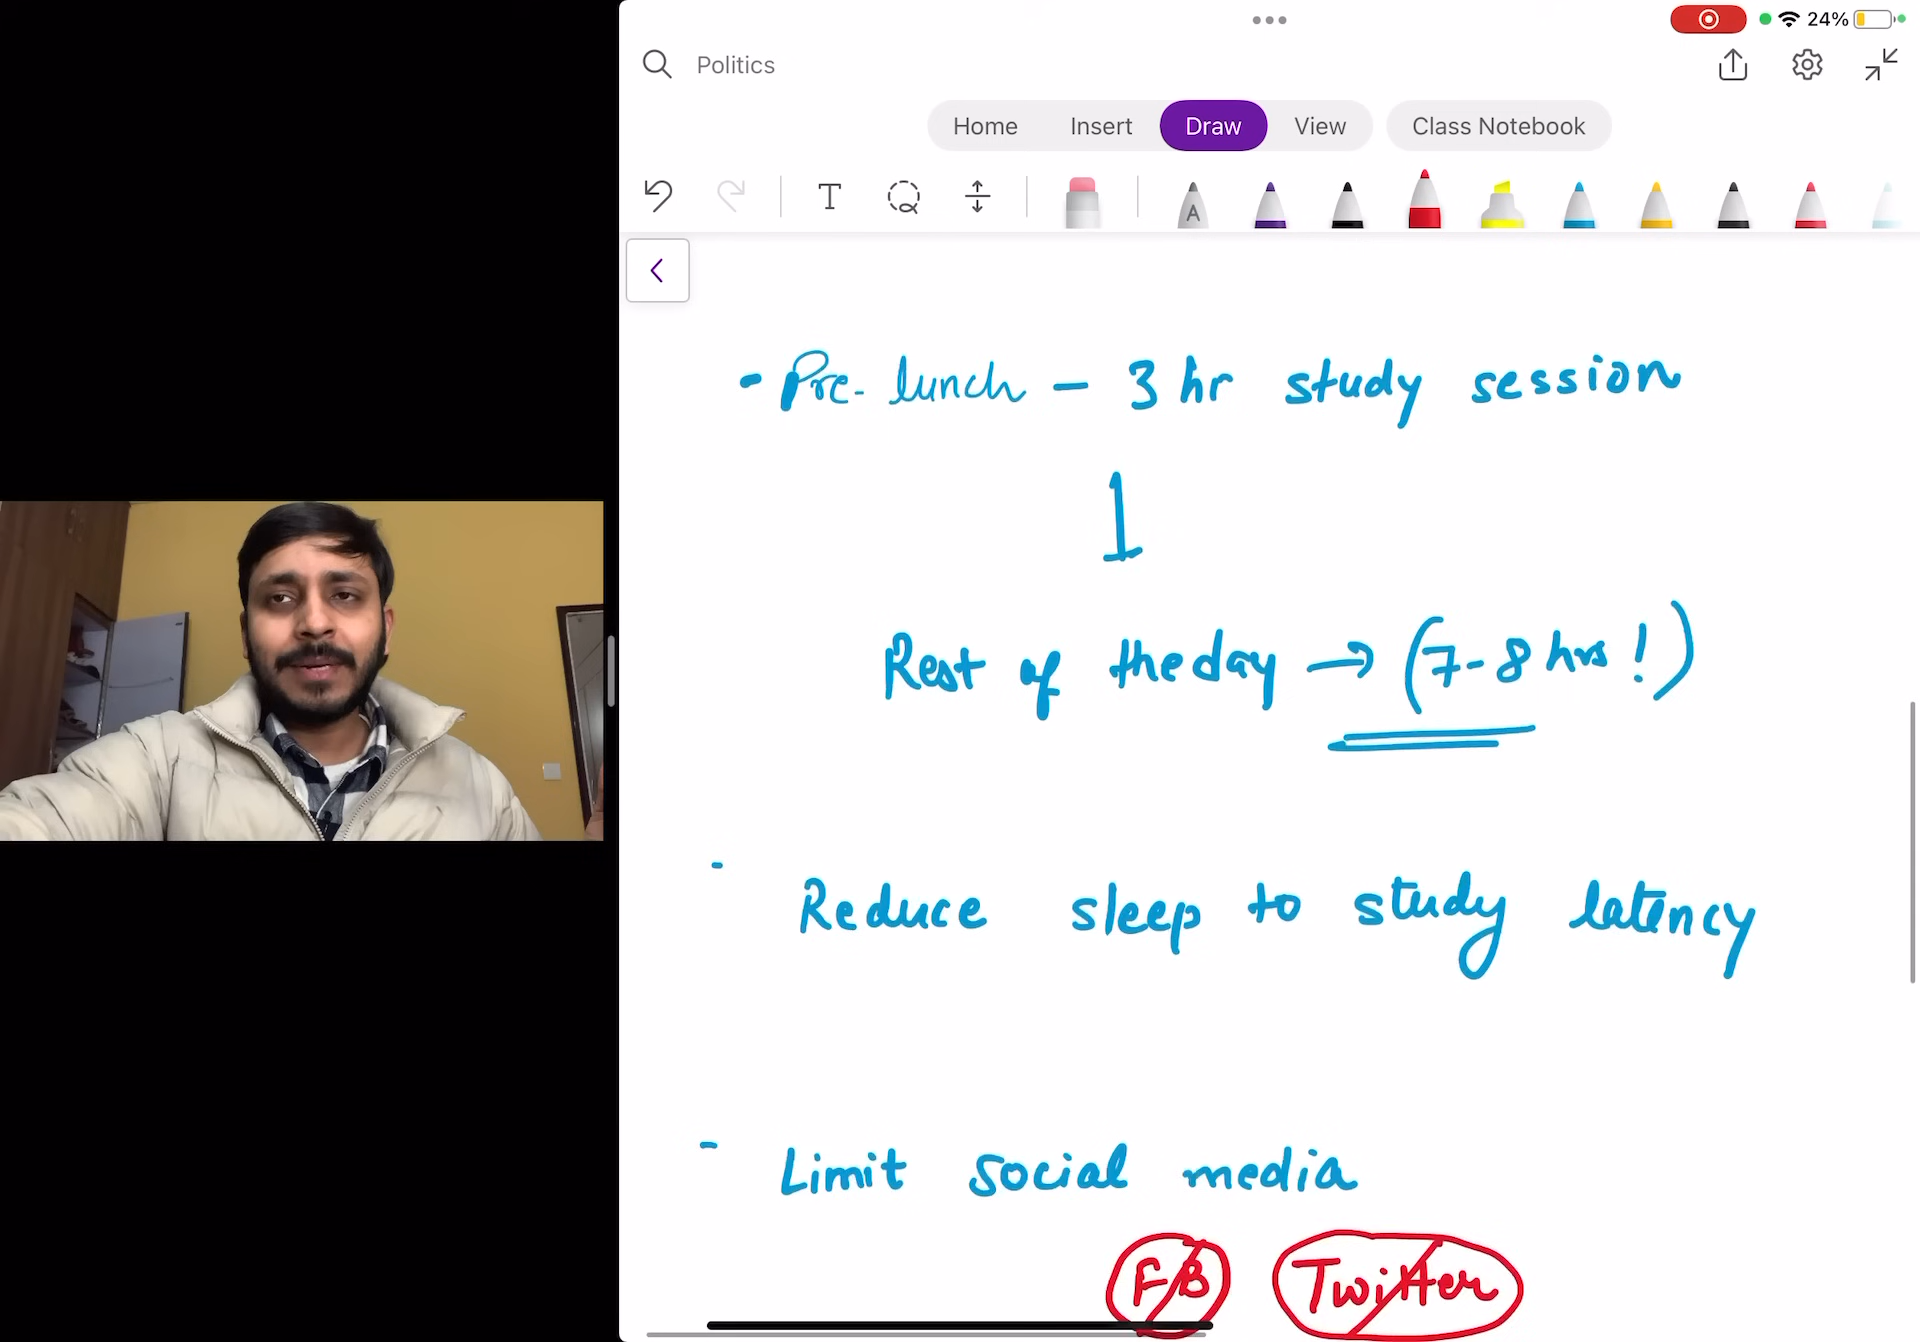 24%
Politics
Home Insert Draw View Class Notebook
T
A
- Pre-lunch - 3 hr study session
Rest of the day → (7-8 hrs!)
- Reduce sleep to study latency
- Limit social media
FB Twitter